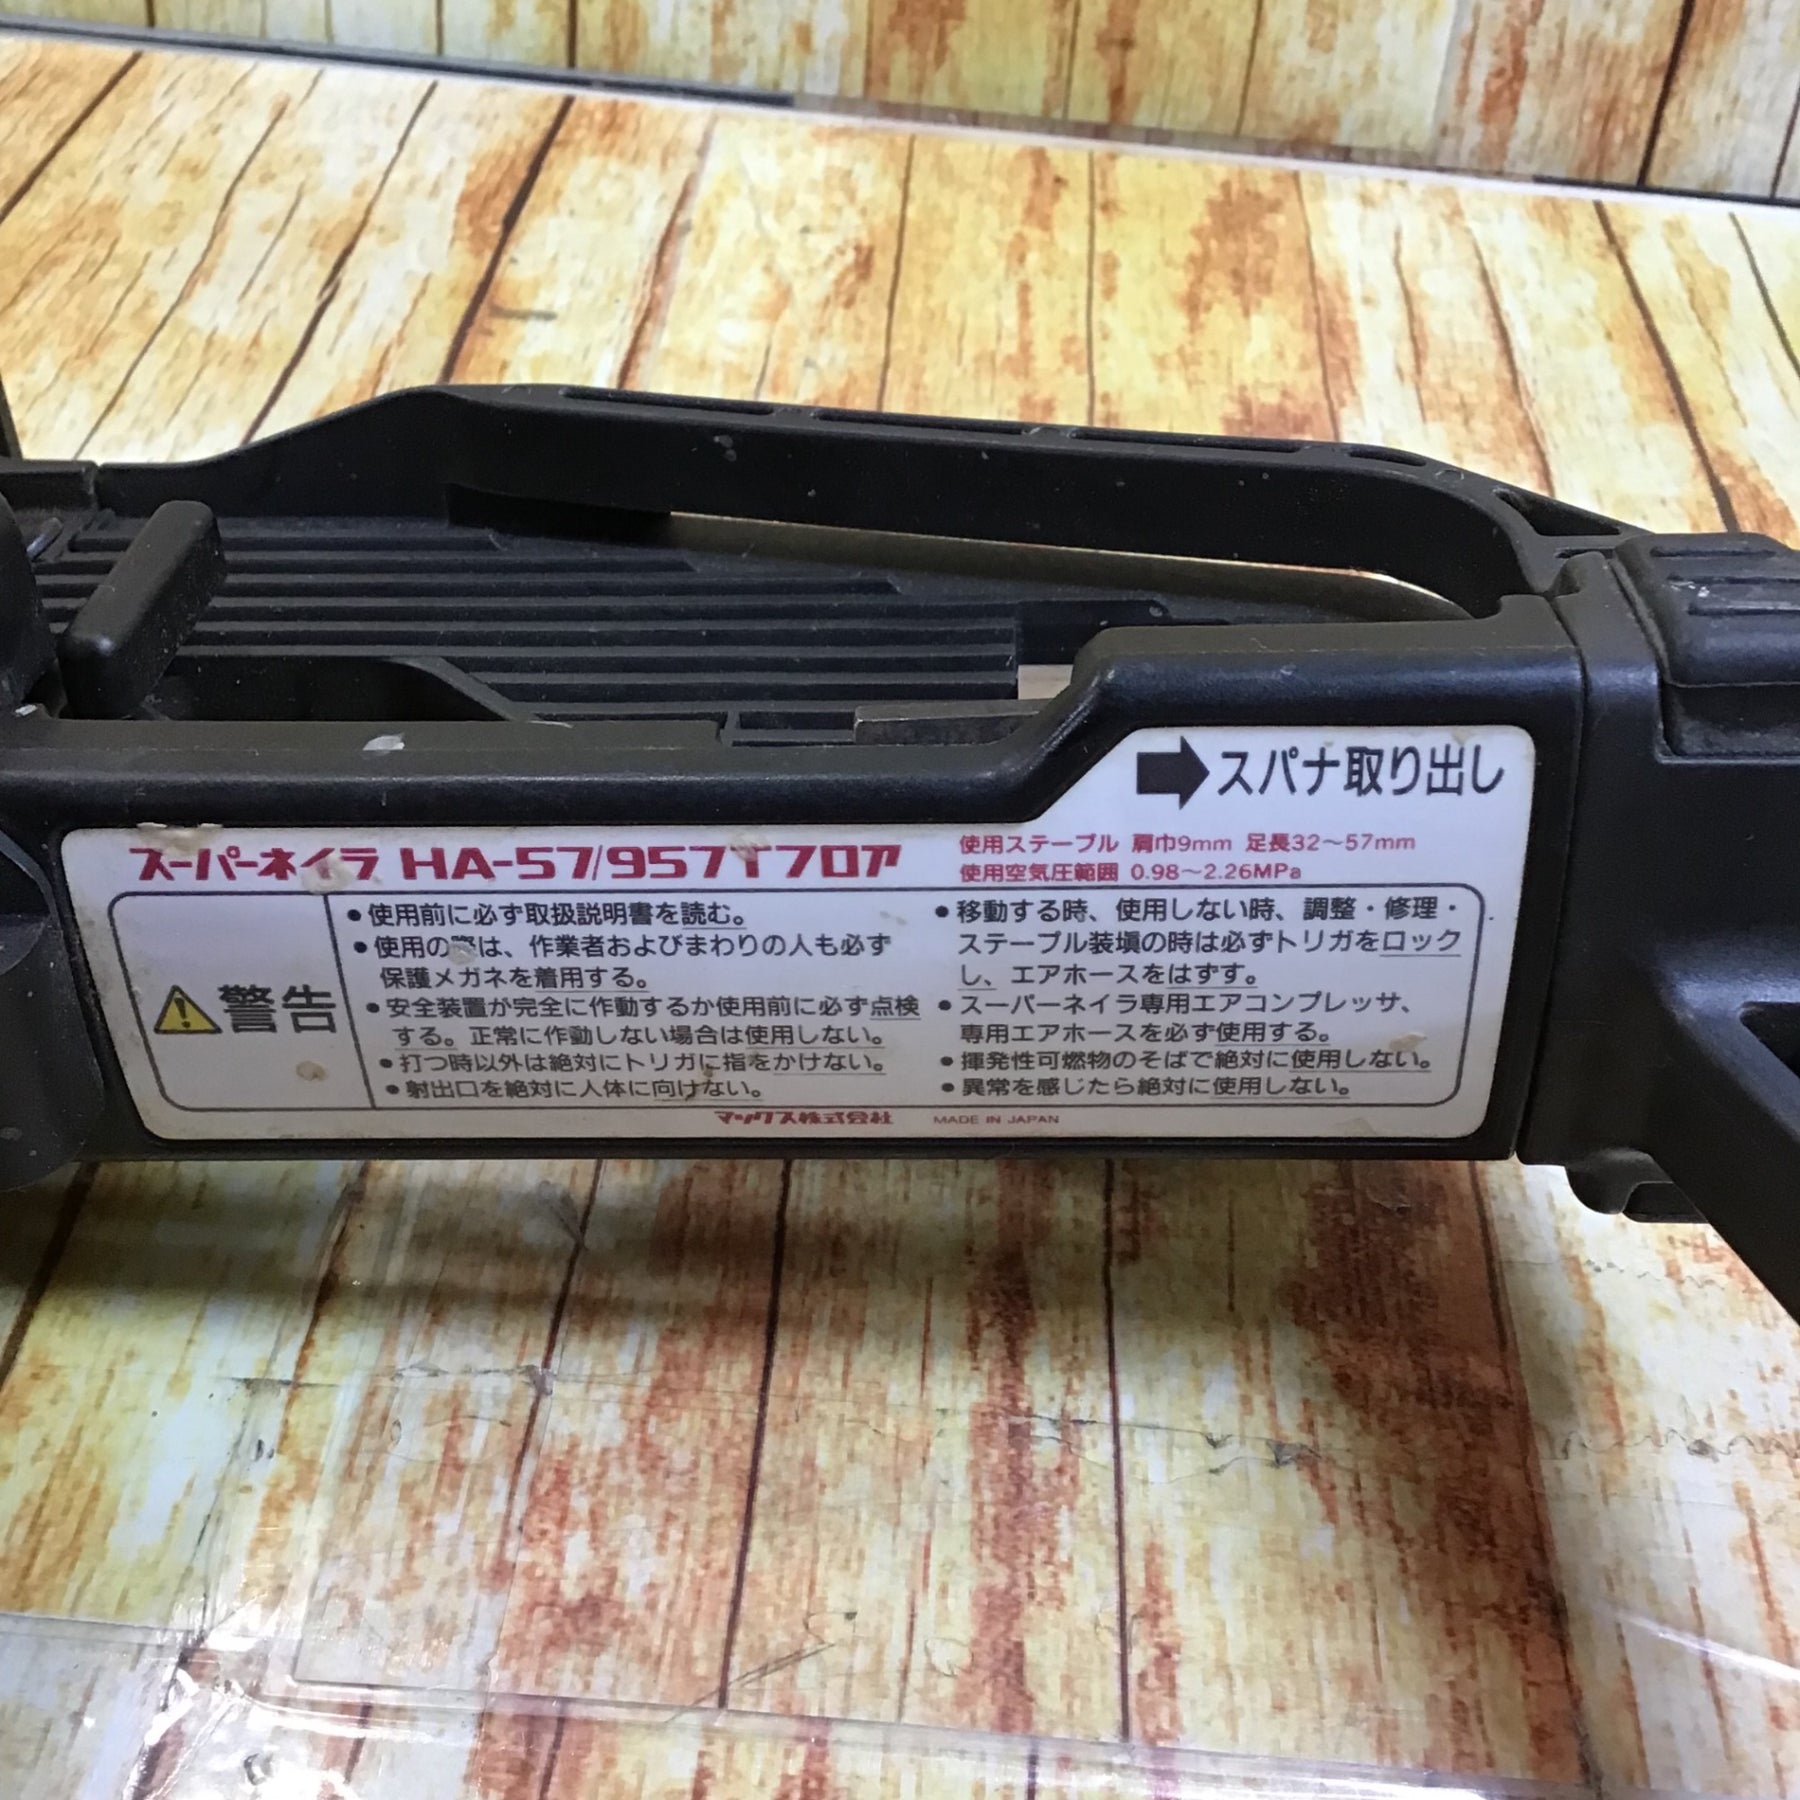 スパナ取り出し
スーパーネイラ HA-57/957Tフロア
使用ステープル 肩巾9mm 足長32～57mm
使用空気圧範囲 0.98～2.26MPa
警告
●使用前に必ず取扱説明書を読む。
●使用の際は、作業者およびまわりの人も必ず
保護メガネを着用する。
●安全装置が完全に作動するか使用前に必ず点検
する。正常に作動しない場合は使用しない。
●打つ時以外は絶対にトリガに指をかけない。
●射出口を絶対に人体に向けない。
●移動する時、使用しない時、調整・修理・
ステープル装填の時は必ずトリガをロック
し、エアホースをはずす。
●スーパーネイラ専用エアコンプレッサ、
専用エアホースを必ず使用する。
●揮発性可燃物のそばで絶対に使用しない。
●異常を感じたら絶対に使用しない。
マックス株式会社 MADE IN JAPAN